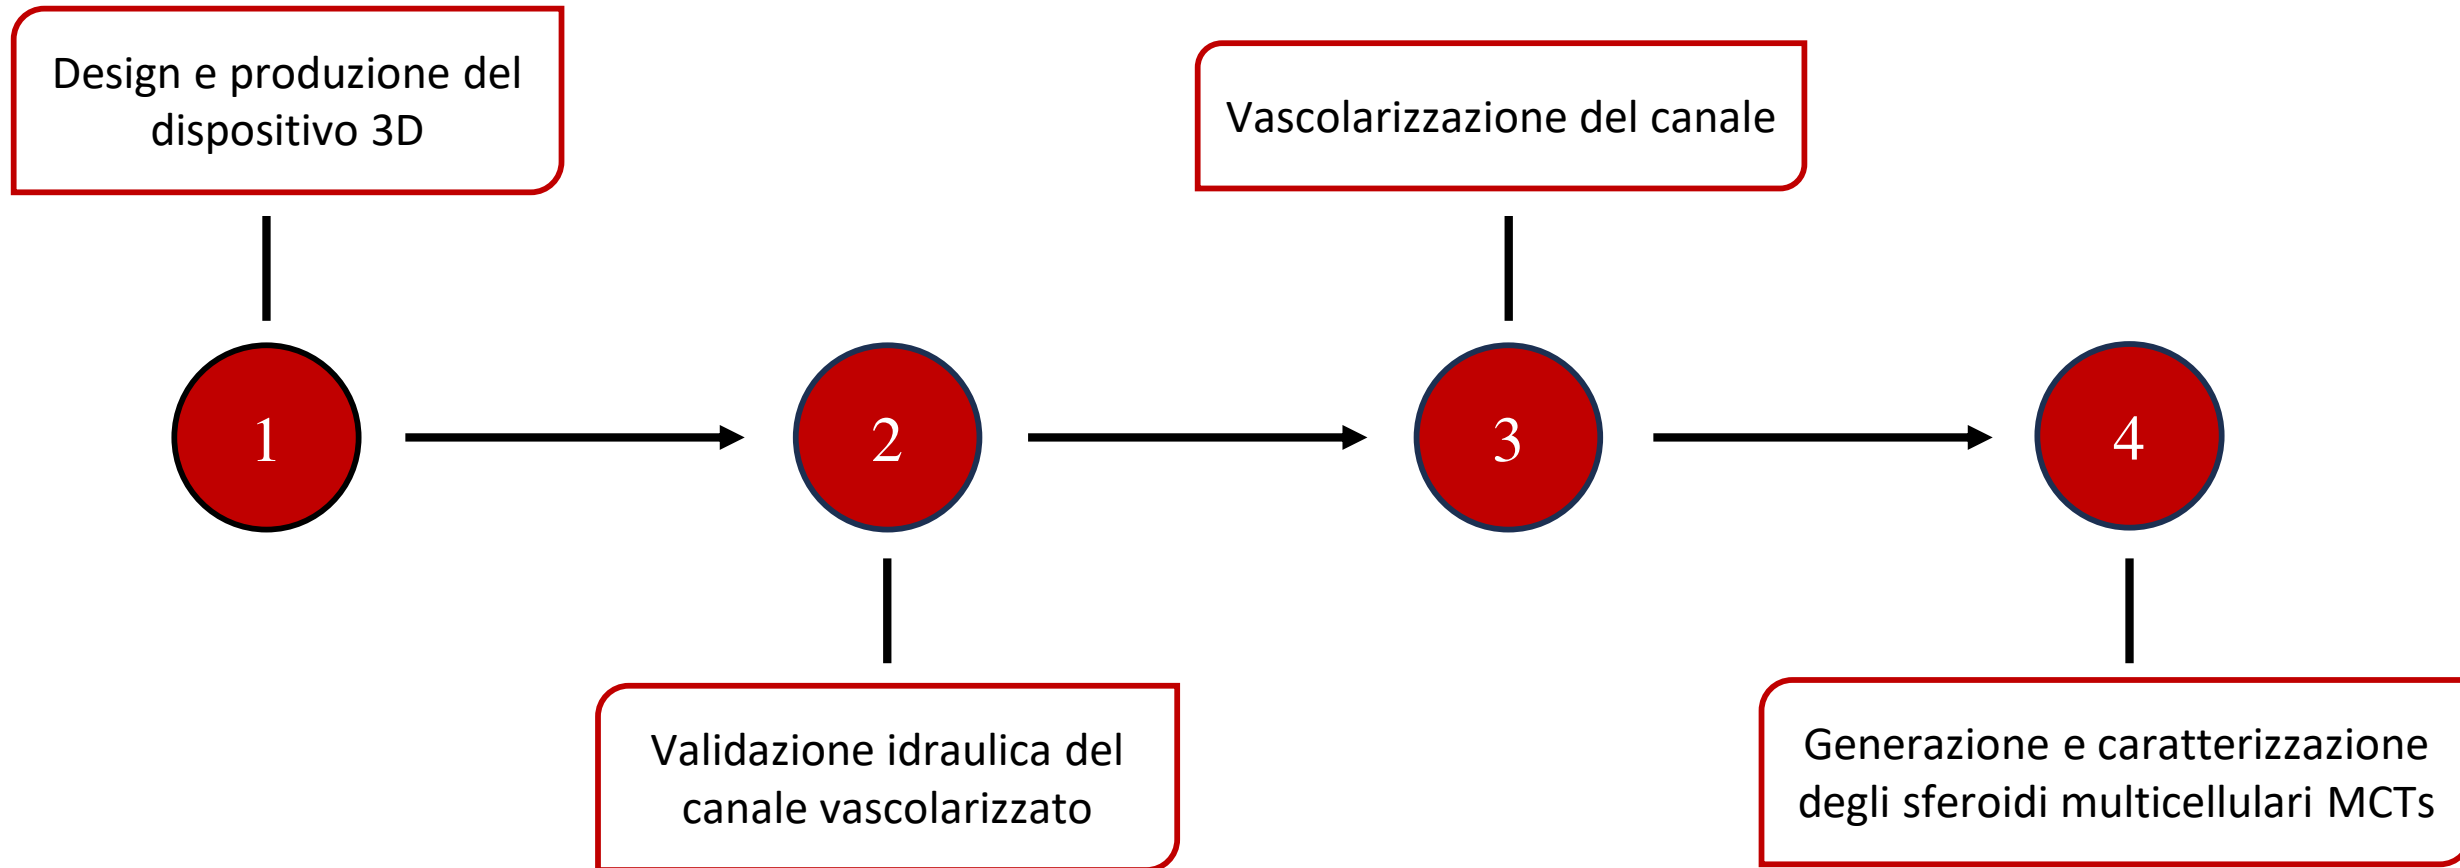 Design e produzione del
dispositivo 3D
Vascolarizzazione del canale
1
2
3
4
Validazione idraulica del
canale vascolarizzato
Generazione e caratterizzazione
degli sferoidi multicellulari MCTs